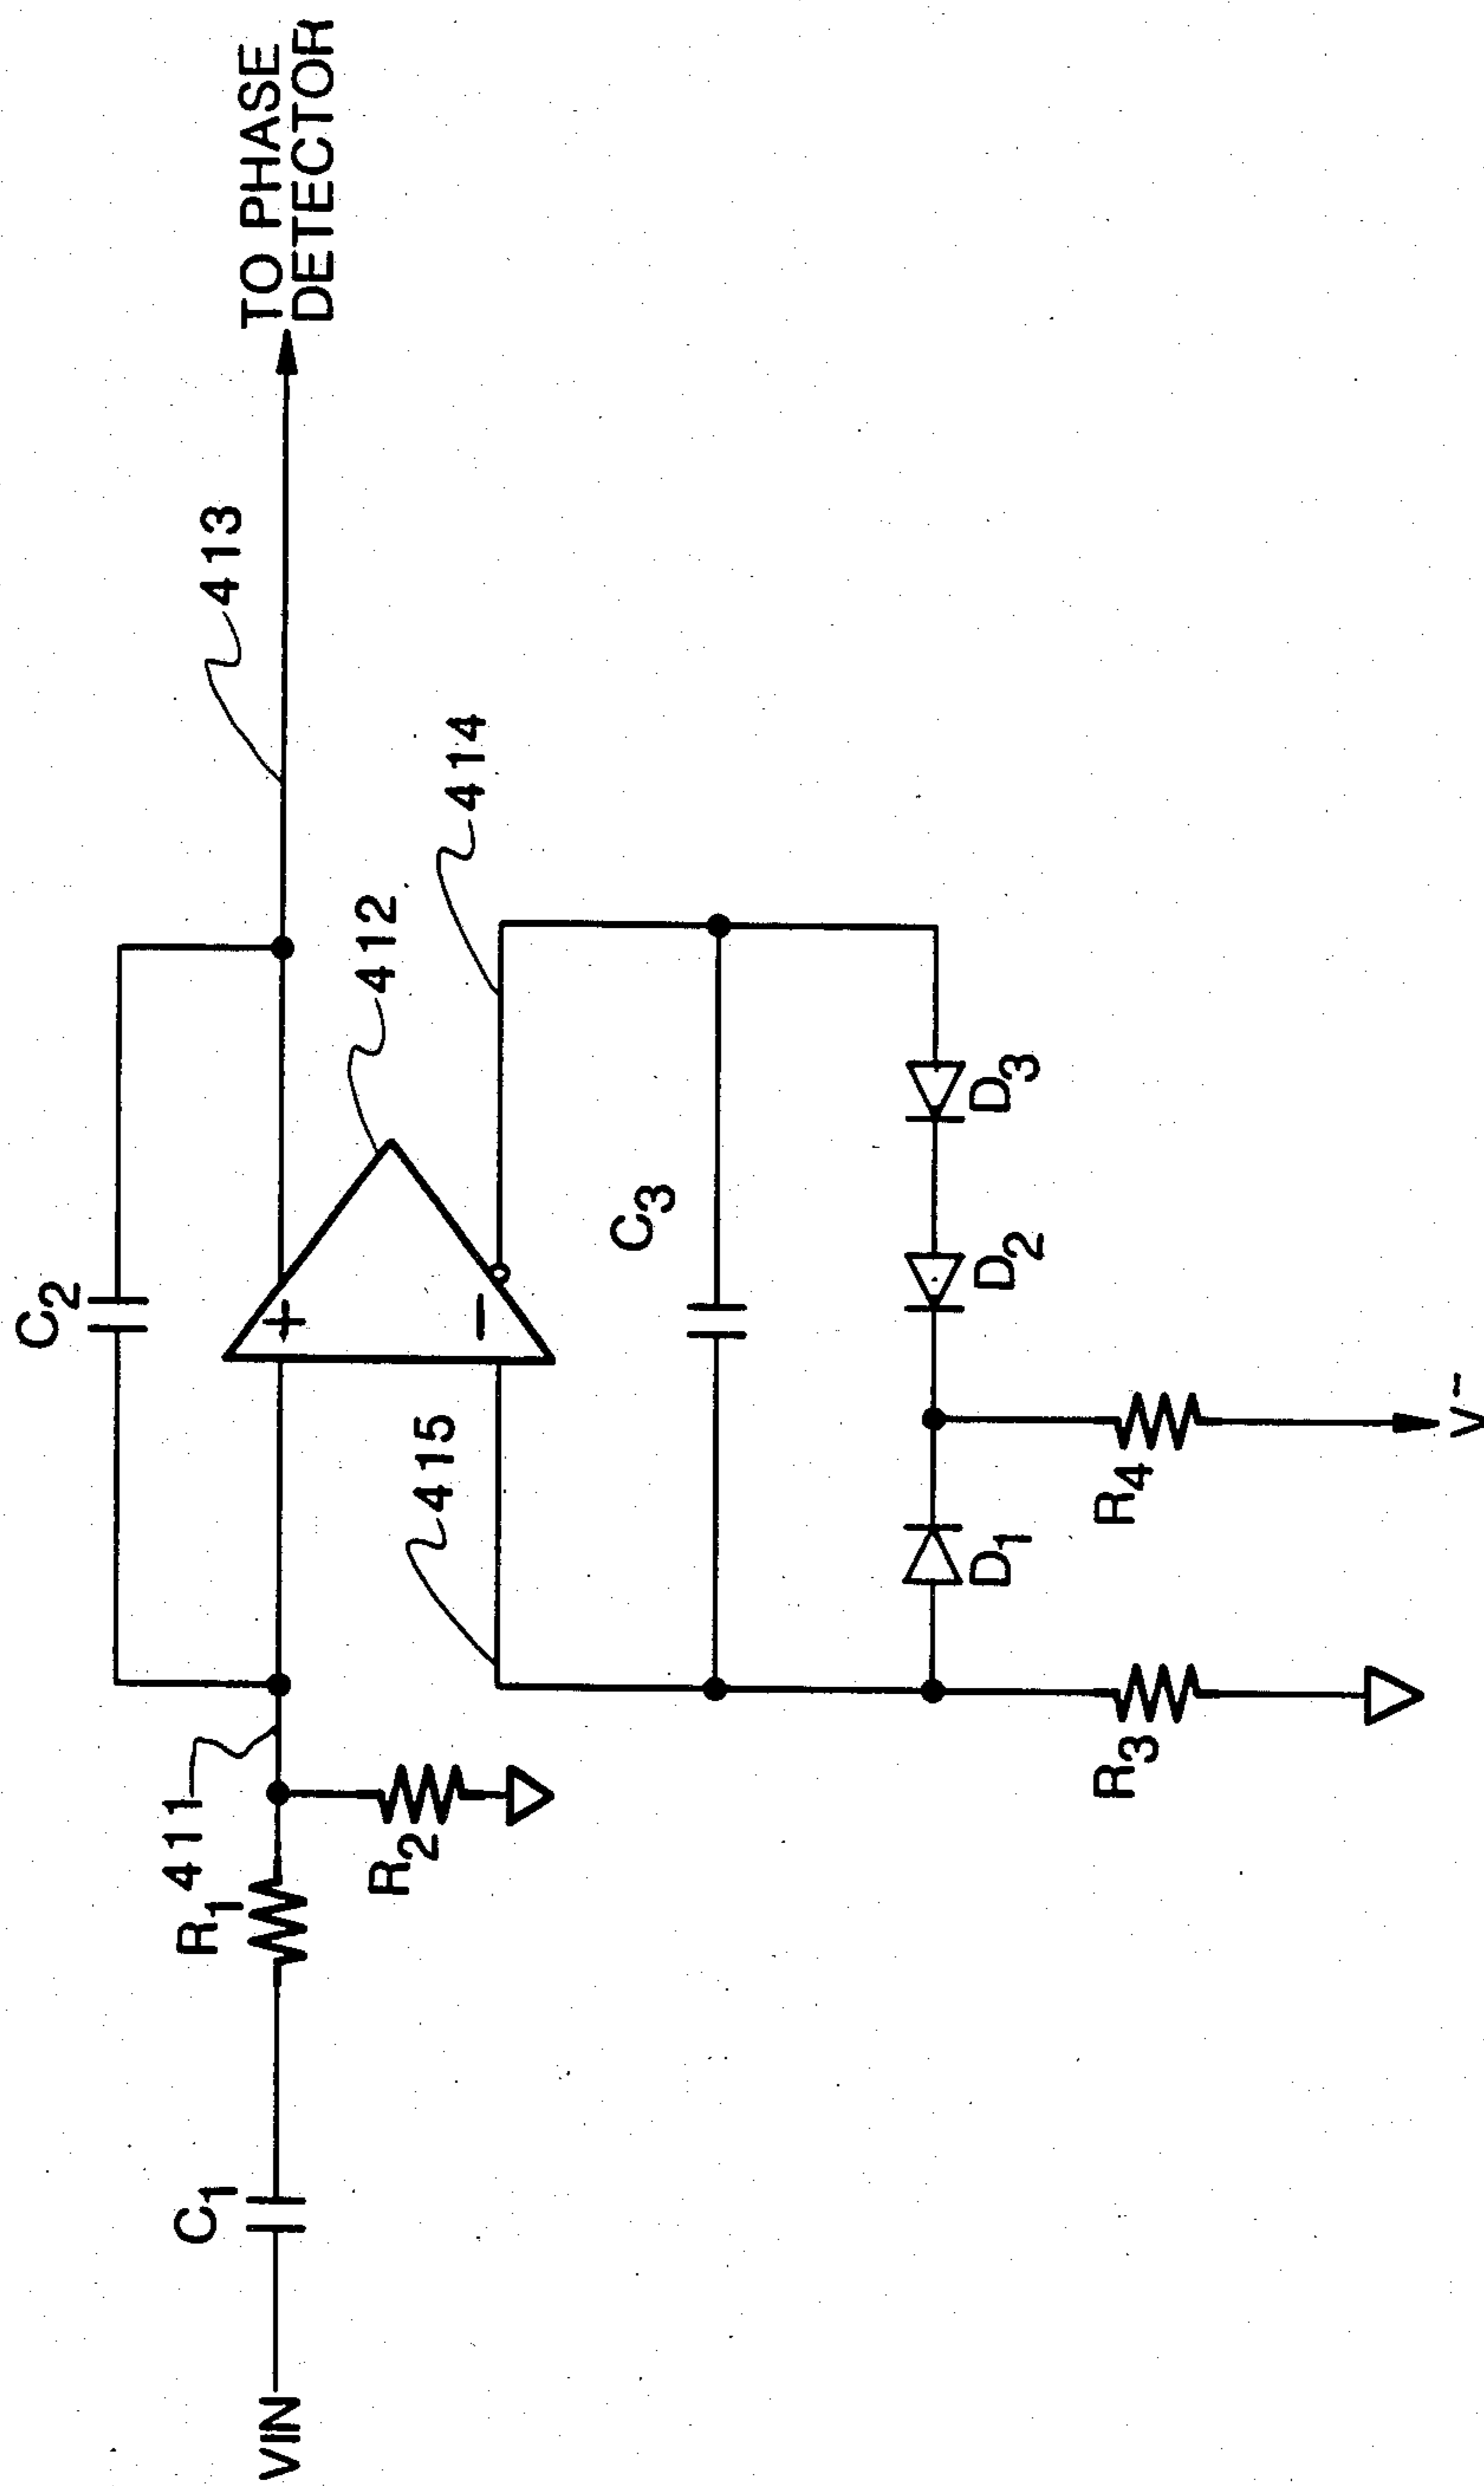 C2
413
TO PHASE
DETECTOR
411
R1
C1
VIN
+
412
R2
415
−
414
C3
D1
D2
D3
R3
R4
V-